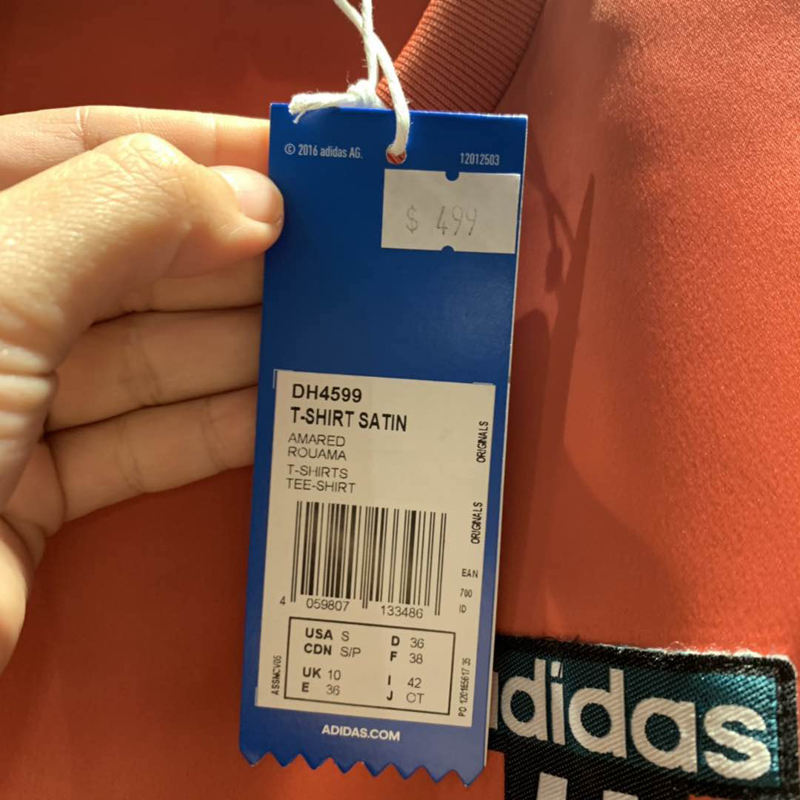 © 2016 adidas AG.
12012503
$ 499
DH4599
T-SHIRT SATIN
AMARED
ROUAMA
T-SHIRTS
TEE-SHIRT
ORIGINALS
ORIGINALS
EAN
700
ID
4 059807 133486
USA S D 36
CDN S/P F 38
UK 10 I 42
E 36 J OT
ASSMCV05
ADIDAS.COM
adidas